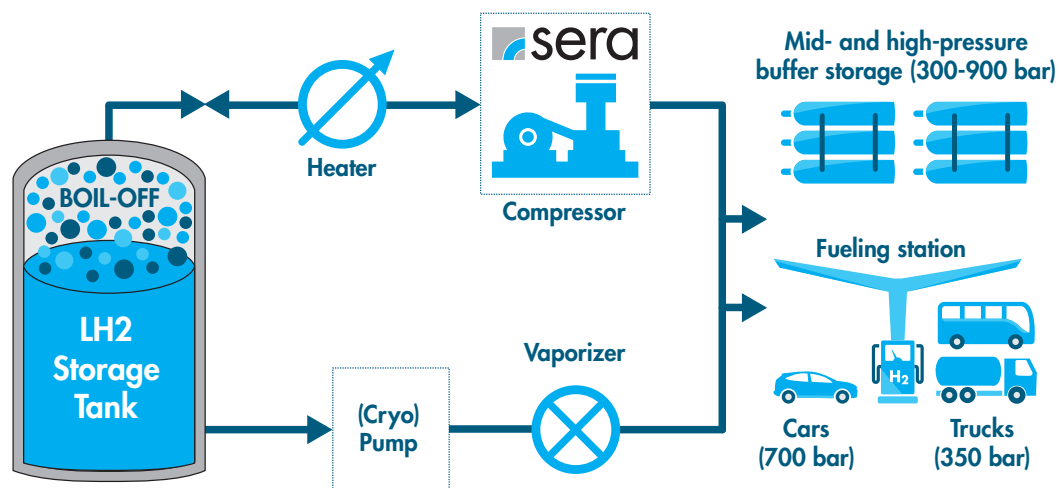 sera
Mid- and high-pressure
buffer storage (300-900 bar)
Heater
Compressor
BOIL-OFF
LH2
Storage
Tank
(Cryo)
Pump
Vaporizer
Fueling station
H2
Cars
(700 bar)
Trucks
(350 bar)